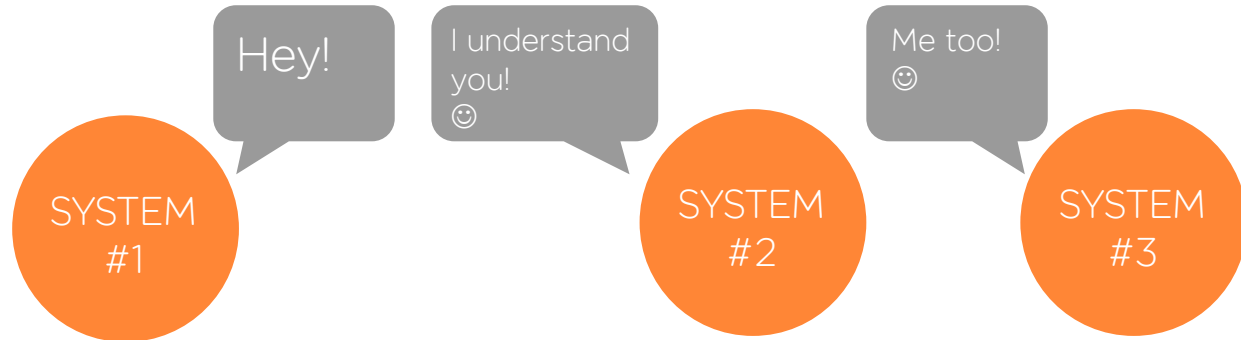 Hey!
I understand
you!
☺
Me too!
☺
SYSTEM
#1
SYSTEM
#2
SYSTEM
#3